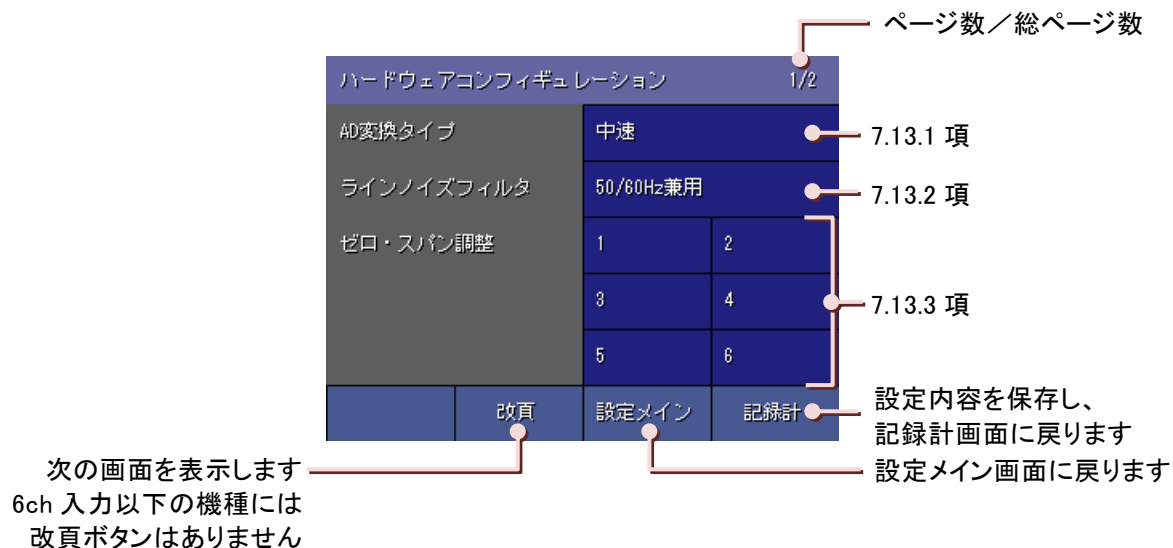 ページ数／総ページ数
ハードウェアコンフィギュレーション 1/2
AD変換タイプ 中速
7.13.1 項
ラインノイズフィルタ 50/60Hz兼用
7.13.2 項
ゼロ・スパン調整 1 2
3 4
7.13.3 項
5 6
改頁 設定メイン 記録計
設定内容を保存し、
記録計画面に戻ります
設定メイン画面に戻ります
次の画面を表示します
6ch 入力以下の機種には
改頁ボタンはありません